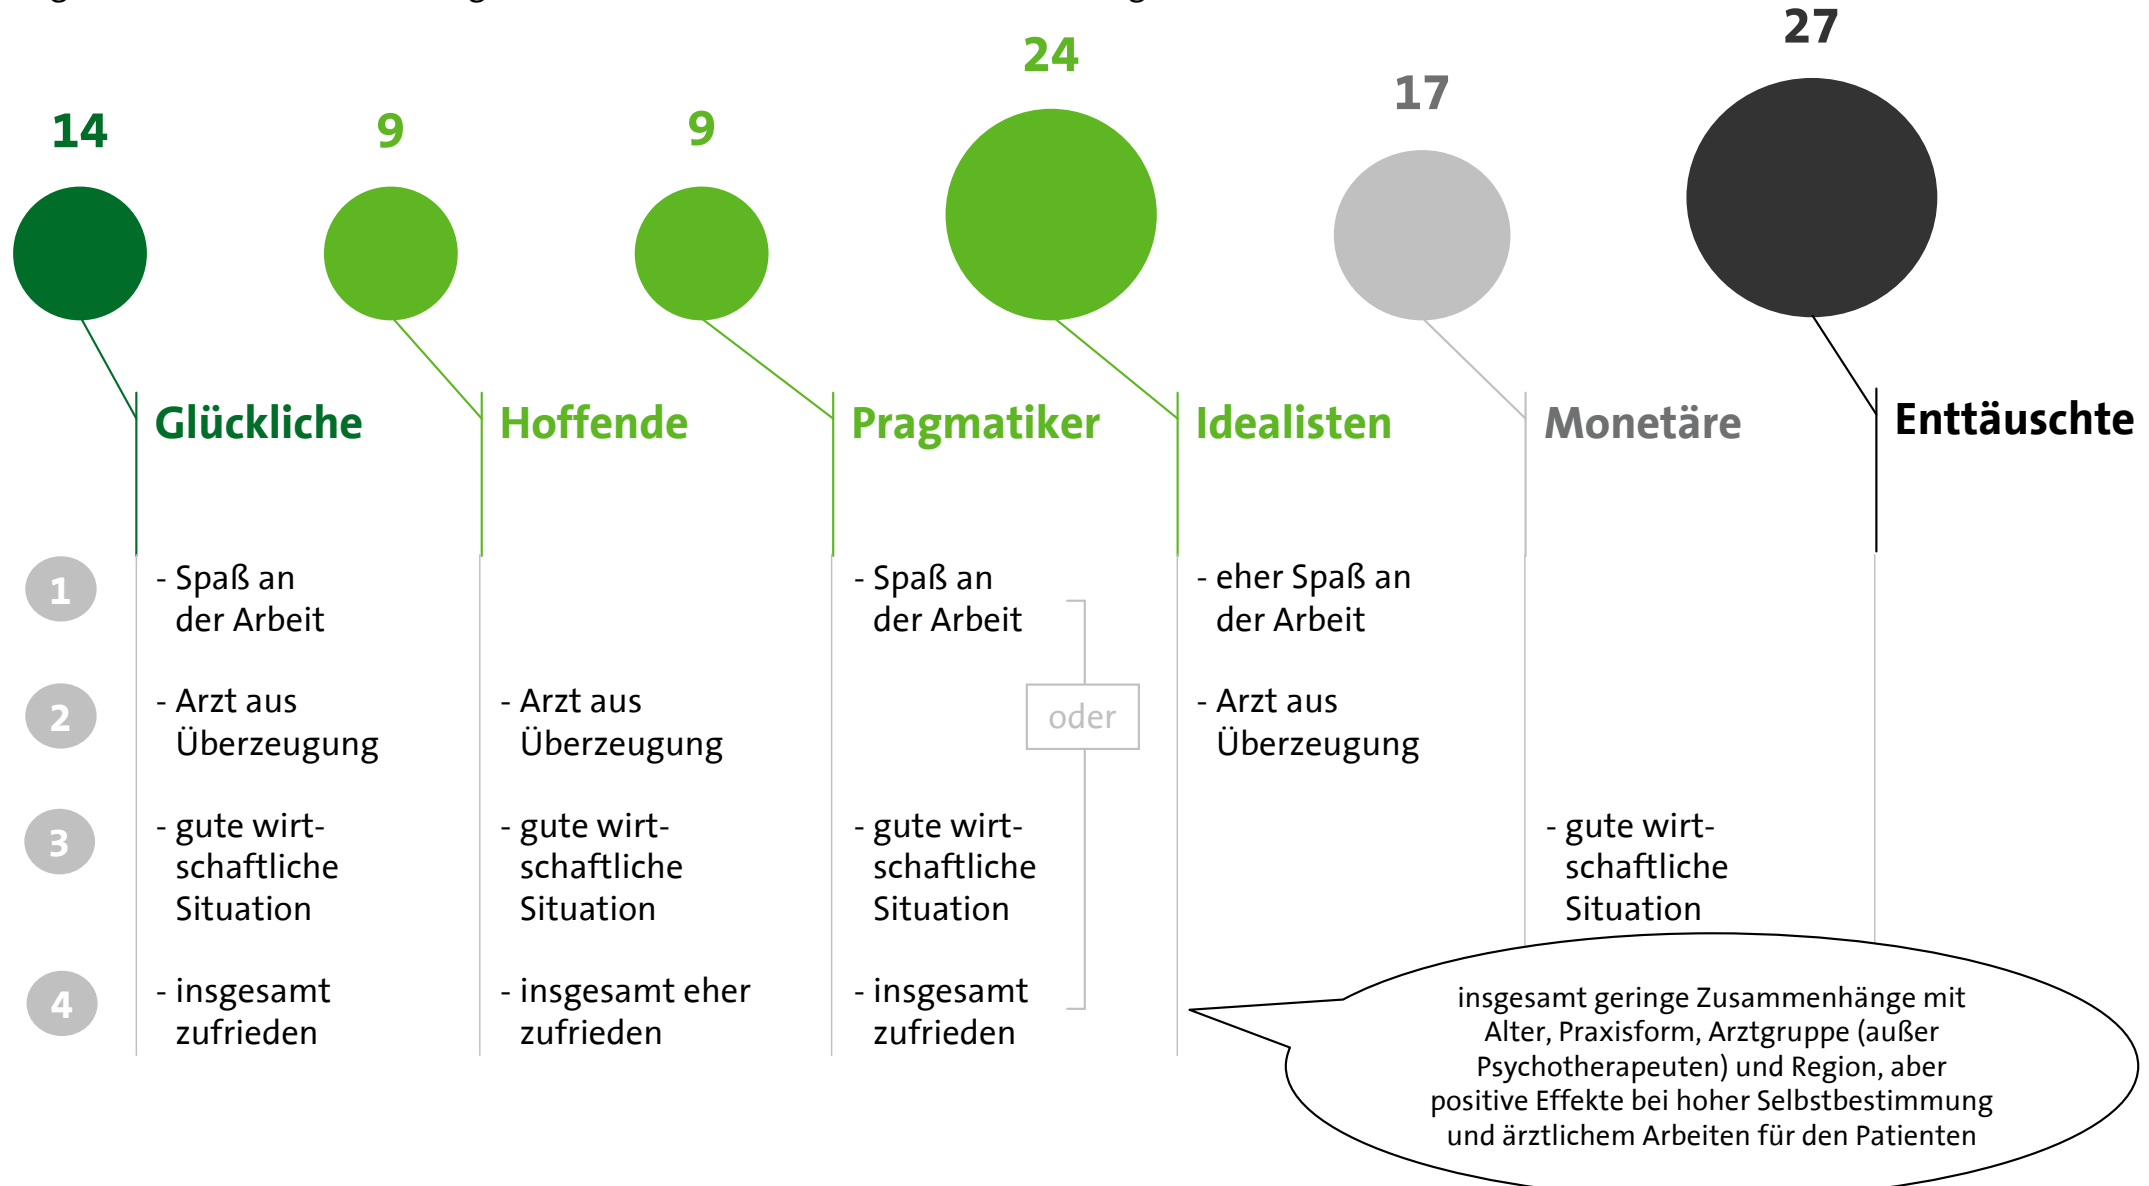 14
9
9
24
17
27
Glückliche
Hoffende
Pragmatiker
Idealisten
Monetäre
Enttäuschte
1
- Spaß an
der Arbeit
- Spaß an
der Arbeit
- eher Spaß an
der Arbeit
2
- Arzt aus
Überzeugung
- Arzt aus
Überzeugung
oder
- Arzt aus
Überzeugung
3
- gute wirt-
schaftliche
Situation
- gute wirt-
schaftliche
Situation
- gute wirt-
schaftliche
Situation
- gute wirt-
schaftliche
Situation
4
- insgesamt
zufrieden
- insgesamt eher
zufrieden
- insgesamt
zufrieden
insgesamt geringe Zusammenhänge mit
Alter, Praxisform, Arztgruppe (außer
Psychotherapeuten) und Region, aber
positive Effekte bei hoher Selbstbestimmung
und ärztlichem Arbeiten für den Patienten